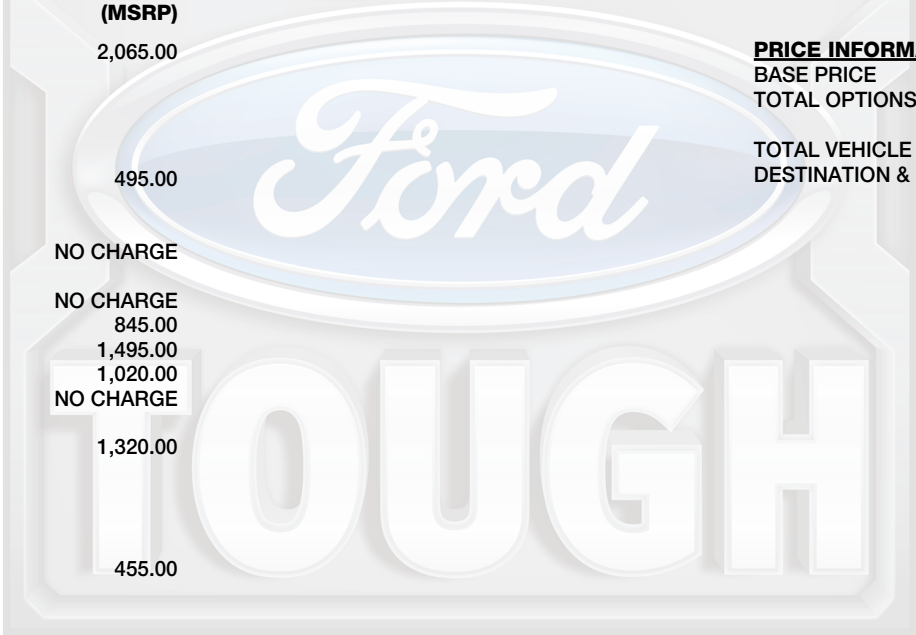 (MSRP)
2,065.00
495.00
NO CHARGE
NO CHARGE
845.00
1,495.00
1,020.00
NO CHARGE
1,320.00
455.00
PRICE INFORM
BASE PRICE
TOTAL OPTIONS
TOTAL VEHICLE
DESTINATION &
Ford
TOUGH